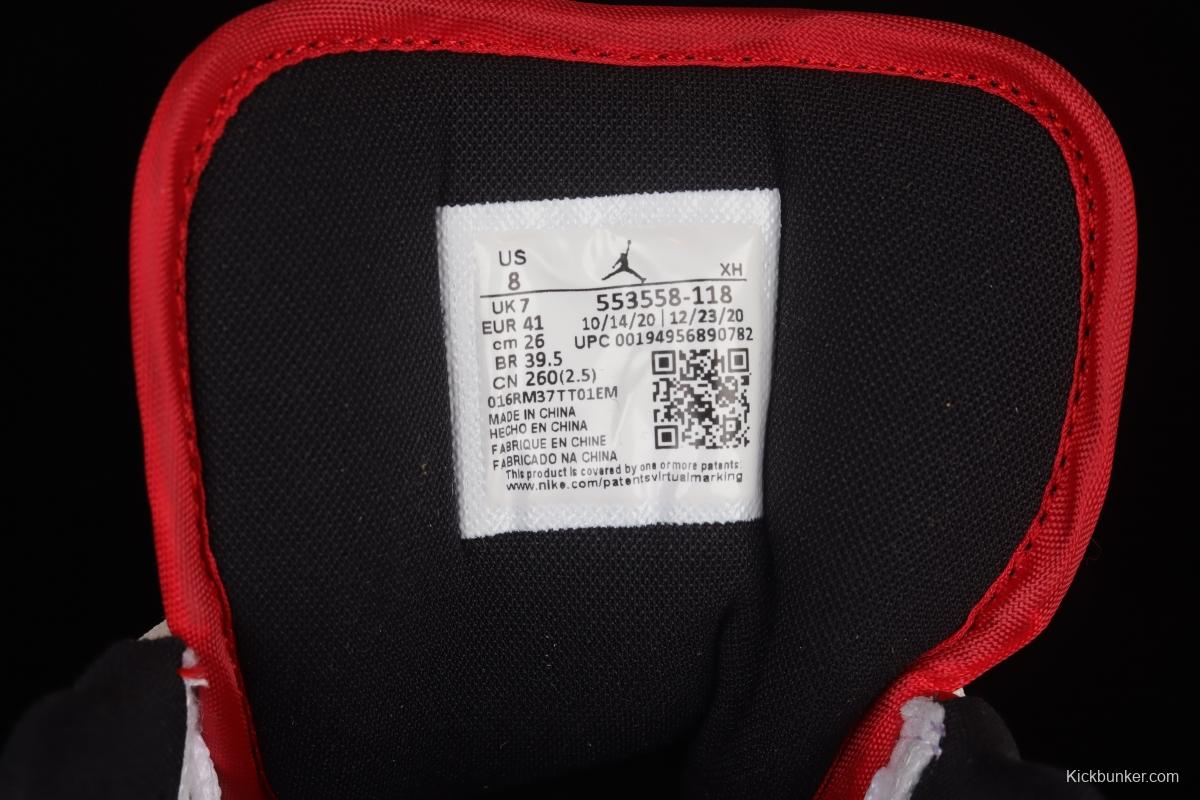 US
8
XH
UK 7
553558-118
EUR 41
10/14/20 | 12/23/20
cm 26
UPC 00194956890782
BR 39.5
CN 260(2.5)
016RM37TT01EM
MADE IN CHINA
HECHO EN CHINA
FABRIQUE EN CHINE
FABRICADO NA CHINA
This product is covered by one or more patents:
www.nike.com/patentsvirtualmarking
Kickbunker.com